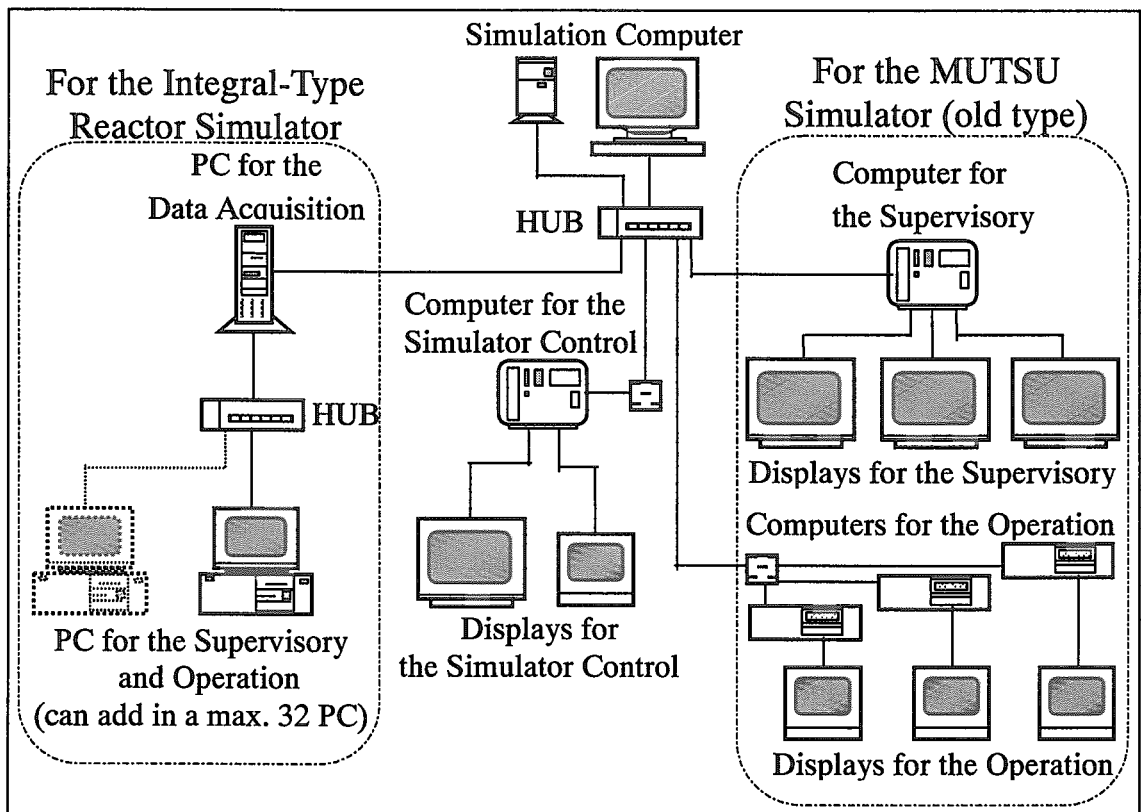 Simulation Computer
For the Integral-Type
Reactor Simulator
For the MUTSU
Simulator (old type)
PC for the
Data Acquisition
HUB
Computer for
the Supervisory
Computer for the
Simulator Control
HUB
Displays for the Supervisory
Computers for the Operation
PC for the Supervisory
and Operation
(can add in a max. 32 PC)
Displays for
the Simulator Control
Displays for the Operation